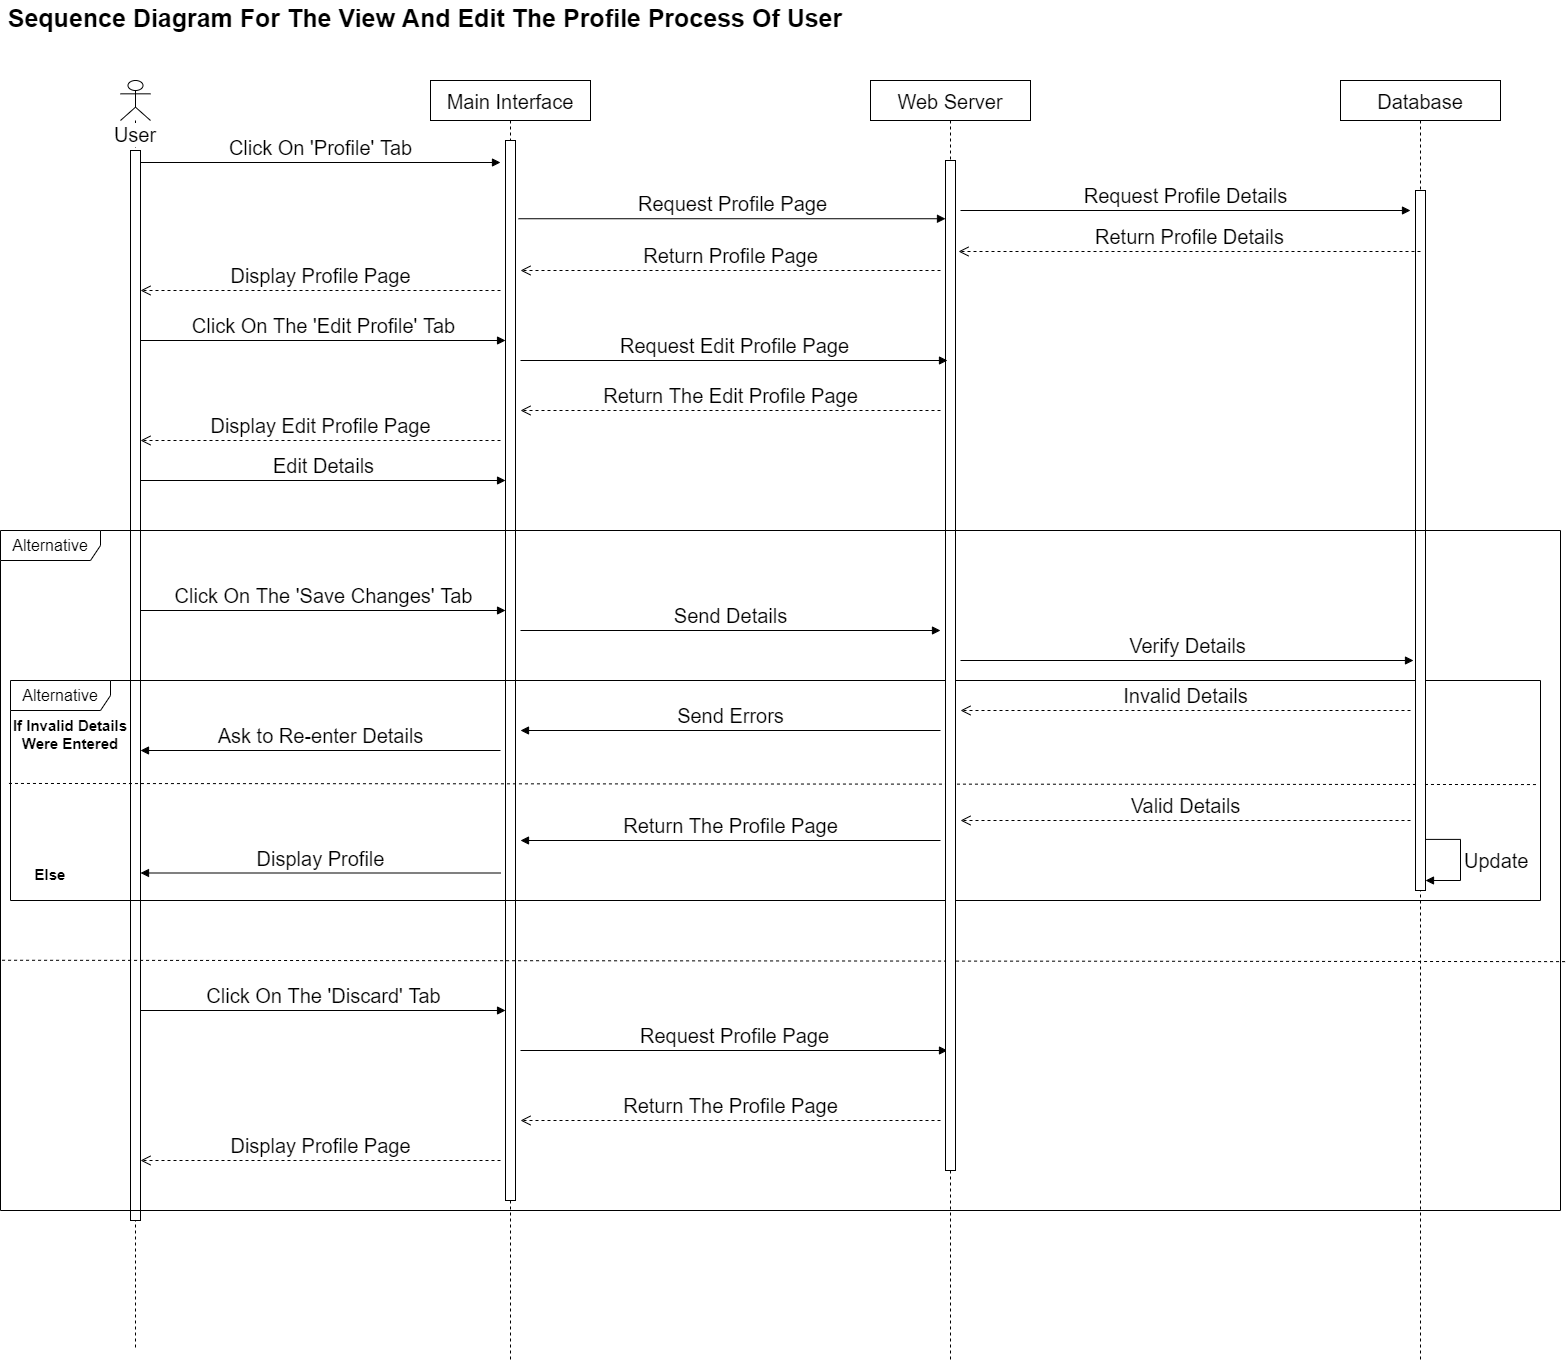 Sequence Diagram For The View And Edit The Profile Process Of User
User
Main Interface
Web Server
Database
Click On 'Profile' Tab
Request Profile Page
Request Profile Details
Return Profile Details
Return Profile Page
Display Profile Page
Click On The 'Edit Profile' Tab
Request Edit Profile Page
Return The Edit Profile Page
Display Edit Profile Page
Edit Details
Alternative
Click On The 'Save Changes' Tab
Send Details
Verify Details
Alternative
If Invalid Details
Were Entered
Invalid Details
Send Errors
Ask to Re-enter Details
Valid Details
Return The Profile Page
Display Profile
Update
Else
Click On The 'Discard' Tab
Request Profile Page
Return The Profile Page
Display Profile Page